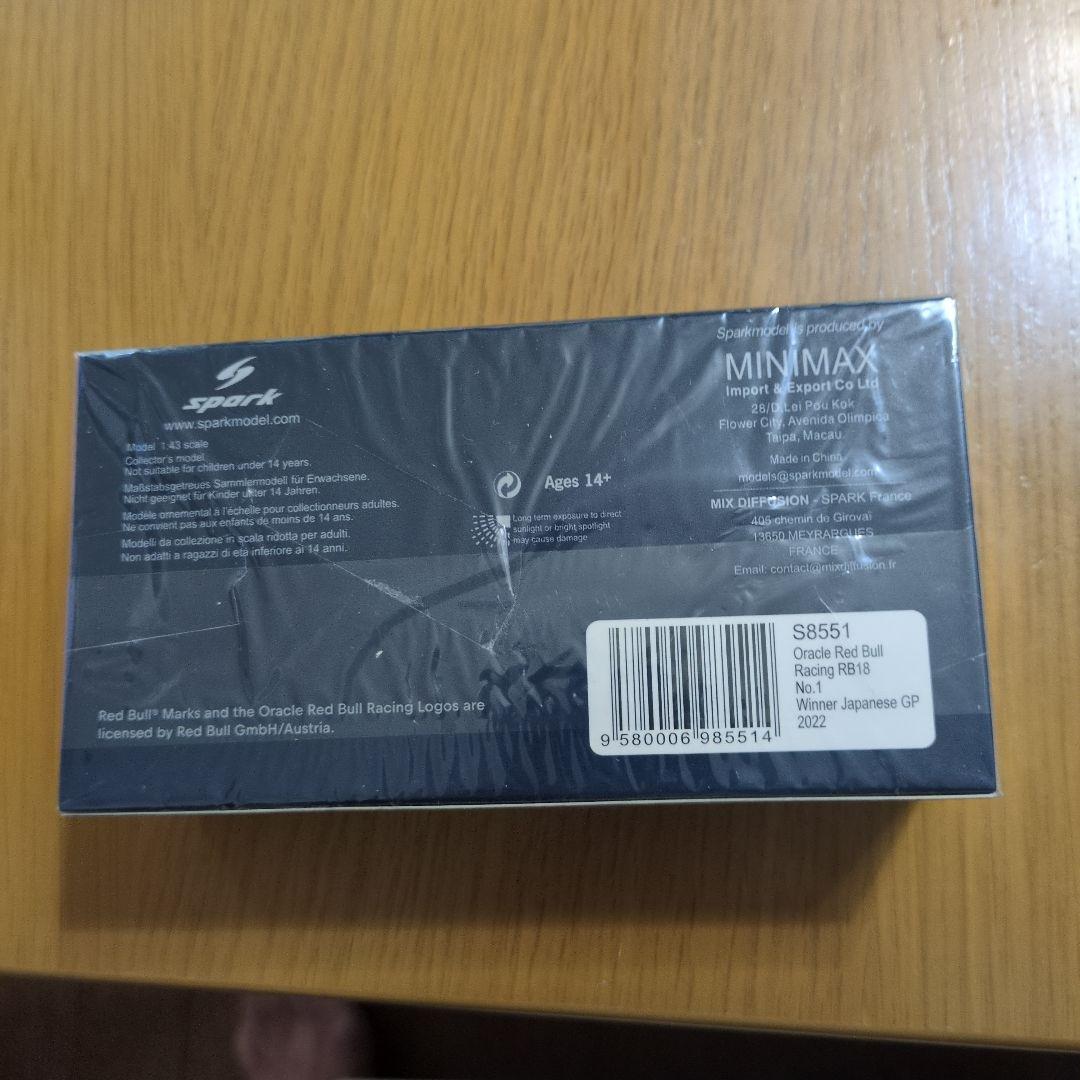 spark
www.sparkmodel.com
Model 1:43 scale
Collector's model
Not suitable for children under 14 years.
Maßstabsgetreues Sammlermodell für Erwachsene.
Nicht geeignet für Kinder unter 14 Jahren.
Modèle ornemental à l'échelle pour collectionneurs adultes.
Ne convient pas aux enfants de moins de 14 ans.
Modelli da collezione in scala ridotta per adulti.
Non adatti a ragazzi di età inferiore ai 14 anni.
Ages 14+
Long term exposure to direct
sunlight or bright spotlight
may cause damage
Sparkmodel is produced by
MINIMAX
Import & Export Co Ltd
28/D Lei Pou Kok
Flower City, Avenida Olimpica
Taipa, Macau.
Made in China
models@sparkmodel.com
MIX DIFFUSION - SPARK France
405 chemin de Girovai
13650 MEYRARGUES
FRANCE
Email: contact@mixdiffusion.fr
Red Bull® Marks and the Oracle Red Bull Racing Logos are
licensed by Red Bull GmbH/Austria.
S8551
Oracle Red Bull
Racing RB18
No.1
Winner Japanese GP
2022
9 580006 985514